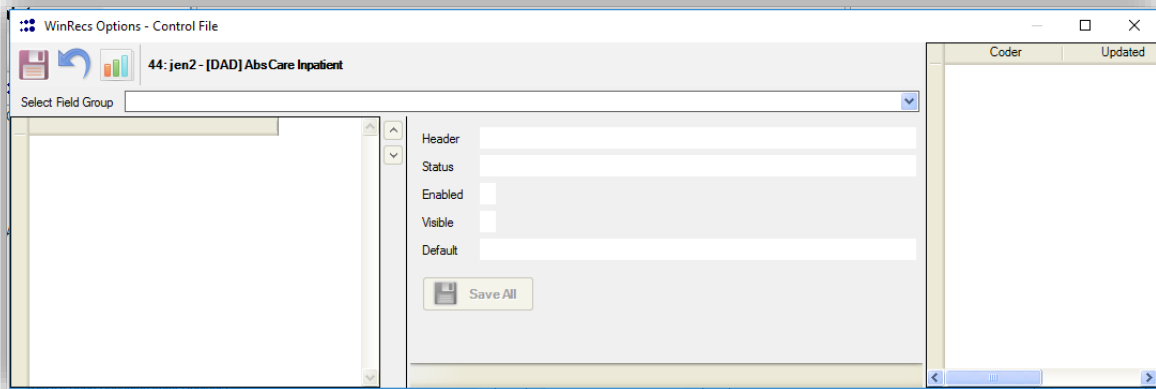 WinRecs Options - Control File
44: jen2 - [DAD] AbsCare Inpatient
Coder Updated
Select Field Group
Header
Status
Enabled
Visible
Default
Save All